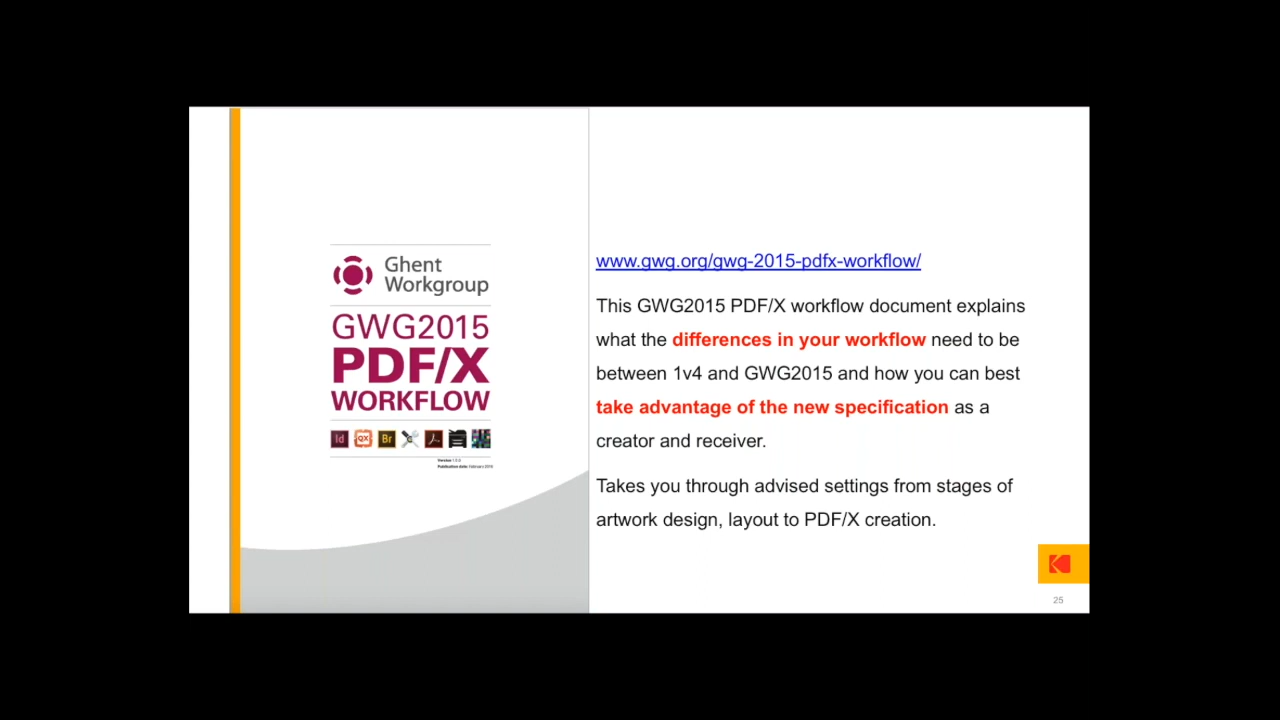 Ghent
Workgroup
GWG2015
PDF/X
WORKFLOW
Id QX Br
www.gwg.org/gwg-2015-pdfx-workflow/
This GWG2015 PDF/X workflow document explains
what the differences in your workflow need to be
between 1v4 and GWG2015 and how you can best
take advantage of the new specification as a
creator and receiver.
Takes you through advised settings from stages of
artwork design, layout to PDF/X creation.
25